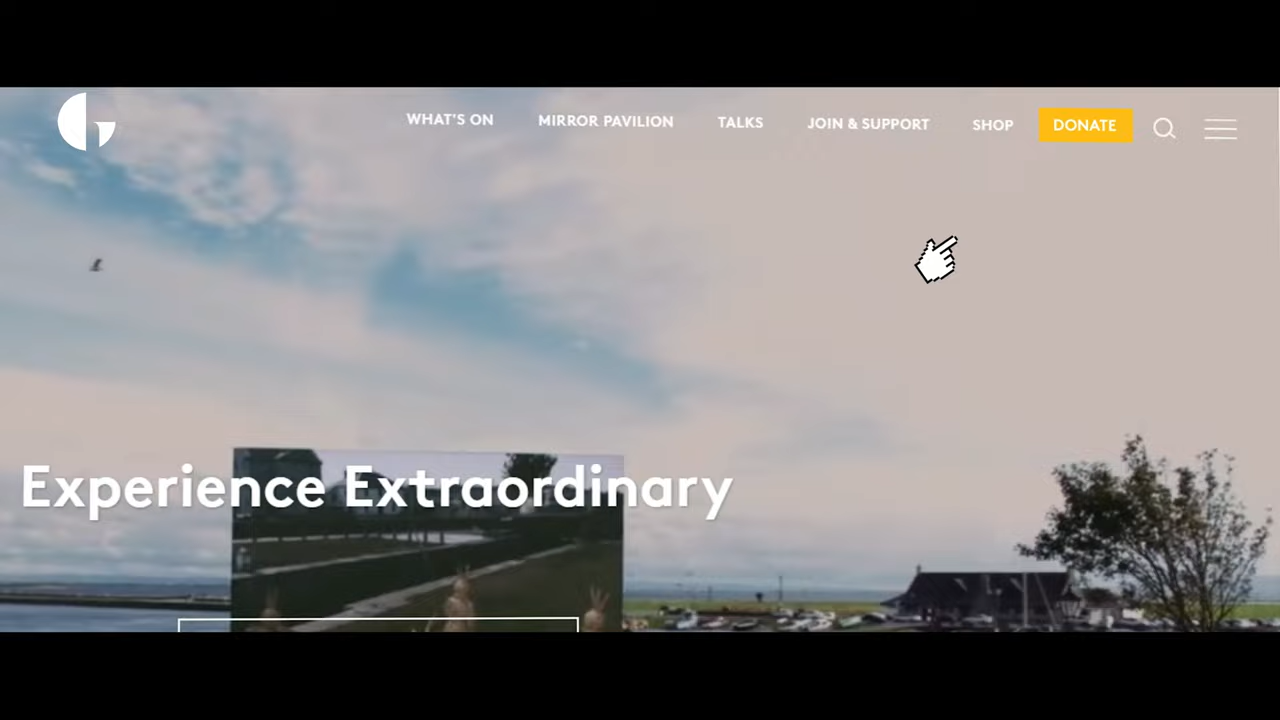 WHAT'S ON MIRROR PAVILION TALKS JOIN & SUPPORT SHOP DONATE
Experience Extraordinary